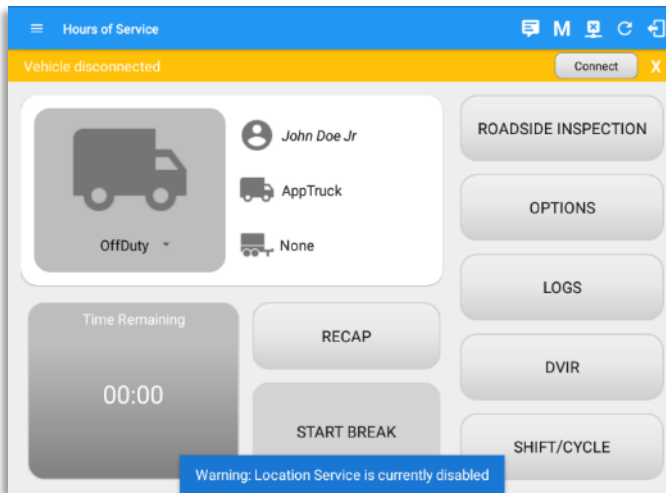 Hours of Service
M
Vehicle disconnected
Connect
X
John Doe Jr
AppTruck
OffDuty
None
ROADSIDE INSPECTION
OPTIONS
LOGS
DVIR
SHIFT/CYCLE
Time Remaining
00:00
RECAP
START BREAK
Warning: Location Service is currently disabled